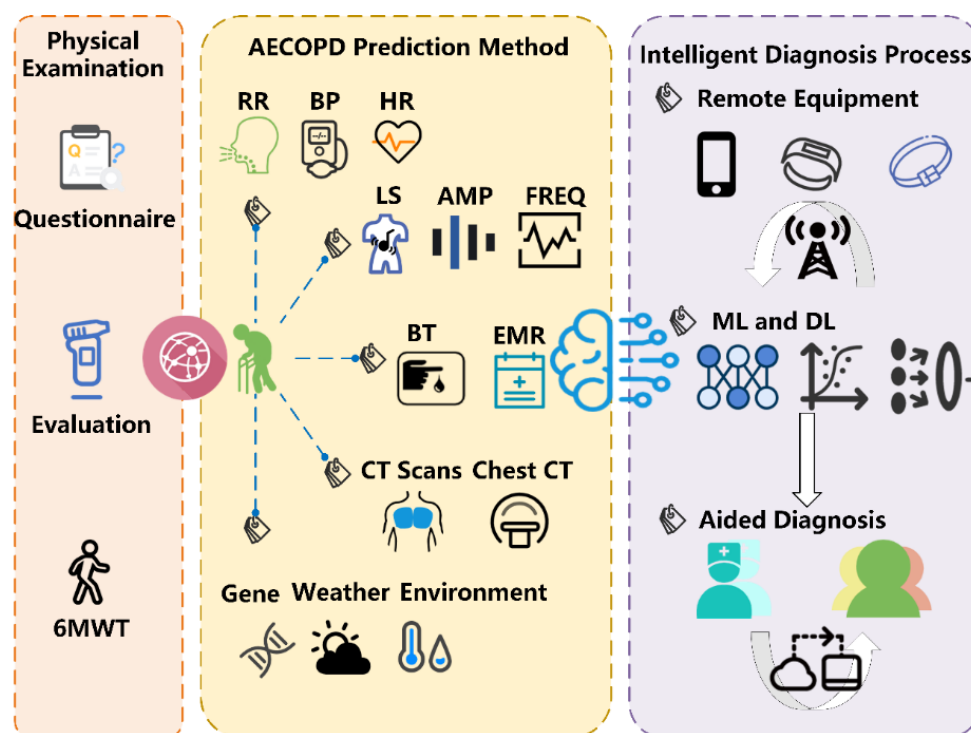 Physical
Examination
Questionnaire
Evaluation
6MWT
AECOPD Prediction Method
RR BP HR
LS AMP FREQ
BT EMR
CT Scans Chest CT
Gene Weather Environment
Intelligent Diagnosis Process
Remote Equipment
ML and DL
Aided Diagnosis
Q
A
?